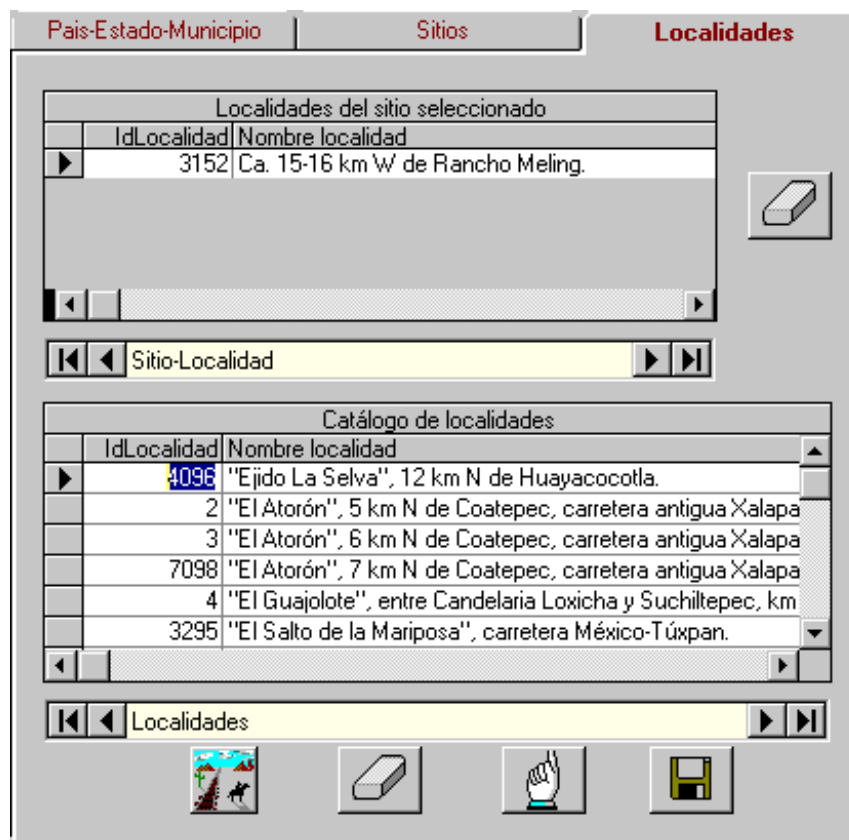 Pais-Estado-Municipio Sitios Localidades
Localidades del sitio seleccionado
IdLocalidad Nombre localidad
3152 Ca. 15-16 km W de Rancho Meling.
Sitio-Localidad
Catálogo de localidades
IdLocalidad Nombre localidad
4096 "Ejido La Selva", 12 km N de Huayacocotla.
2 "El Atorón", 5 km N de Coatepec, carretera antigua Xalapa
3 "El Atorón", 6 km N de Coatepec, carretera antigua Xalapa
7098 "El Atorón", 7 km N de Coatepec, carretera antigua Xalapa
4 "El Guajolote", entre Candelaria Loxicha y Suchiltepec, km
3295 "El Salto de la Mariposa", carretera México-Túxpan.
Localidades